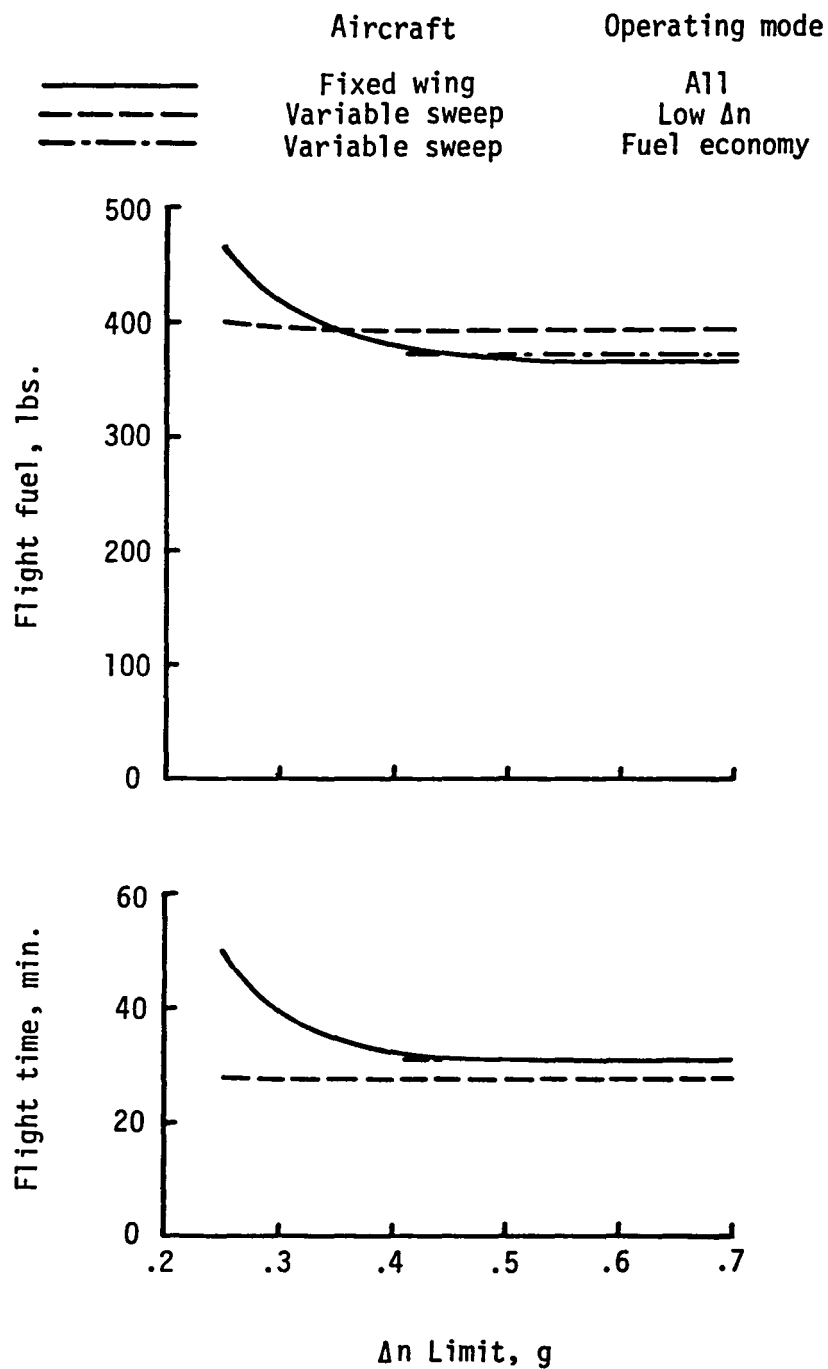 Aircraft Operating mode
Fixed wing All
Variable sweep Low Δn
Variable sweep Fuel economy
500
400
300
200
100
0
Flight fuel, lbs.
60
40
20
0
Flight time, min.
.2 .3 .4 .5 .6 .7
Δn Limit, g